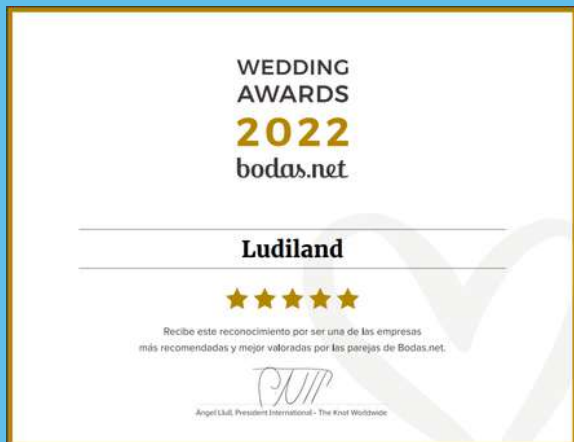 WEDDING
AWARDS
2022
bodas.net
Ludiland
Recibe este reconocimiento por ser una de las empresas
más recomendadas y mejor valoradas por las parejas de Bodas.net.
Ángel Llull, President International - The Knot Worldwide